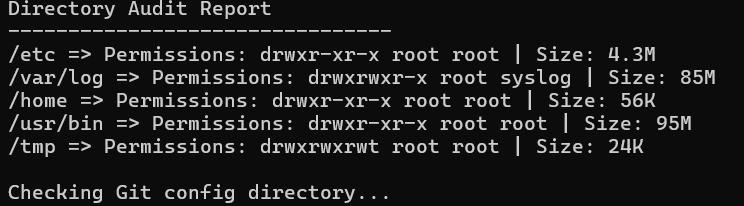 Directory Audit Report
--------------------------------
/etc => Permissions: drwxr-xr-x root root | Size: 4.3M
/var/log => Permissions: drwxrwxr-x root syslog | Size: 85M
/home => Permissions: drwxr-xr-x root root | Size: 56K
/usr/bin => Permissions: drwxr-xr-x root root | Size: 95M
/tmp => Permissions: drwxrwxrwt root root | Size: 24K
Checking Git config directory...